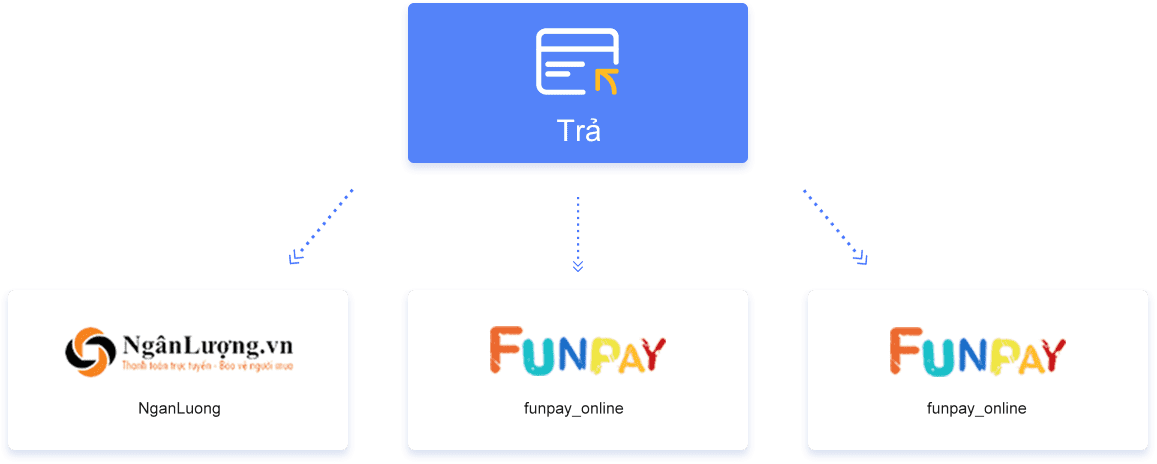 Trả
NgânLượng.vn
Thanh toán trực tuyến - Bảo vệ người mua
NganLuong
FUNPAY
funpay_online
FUNPAY
funpay_online